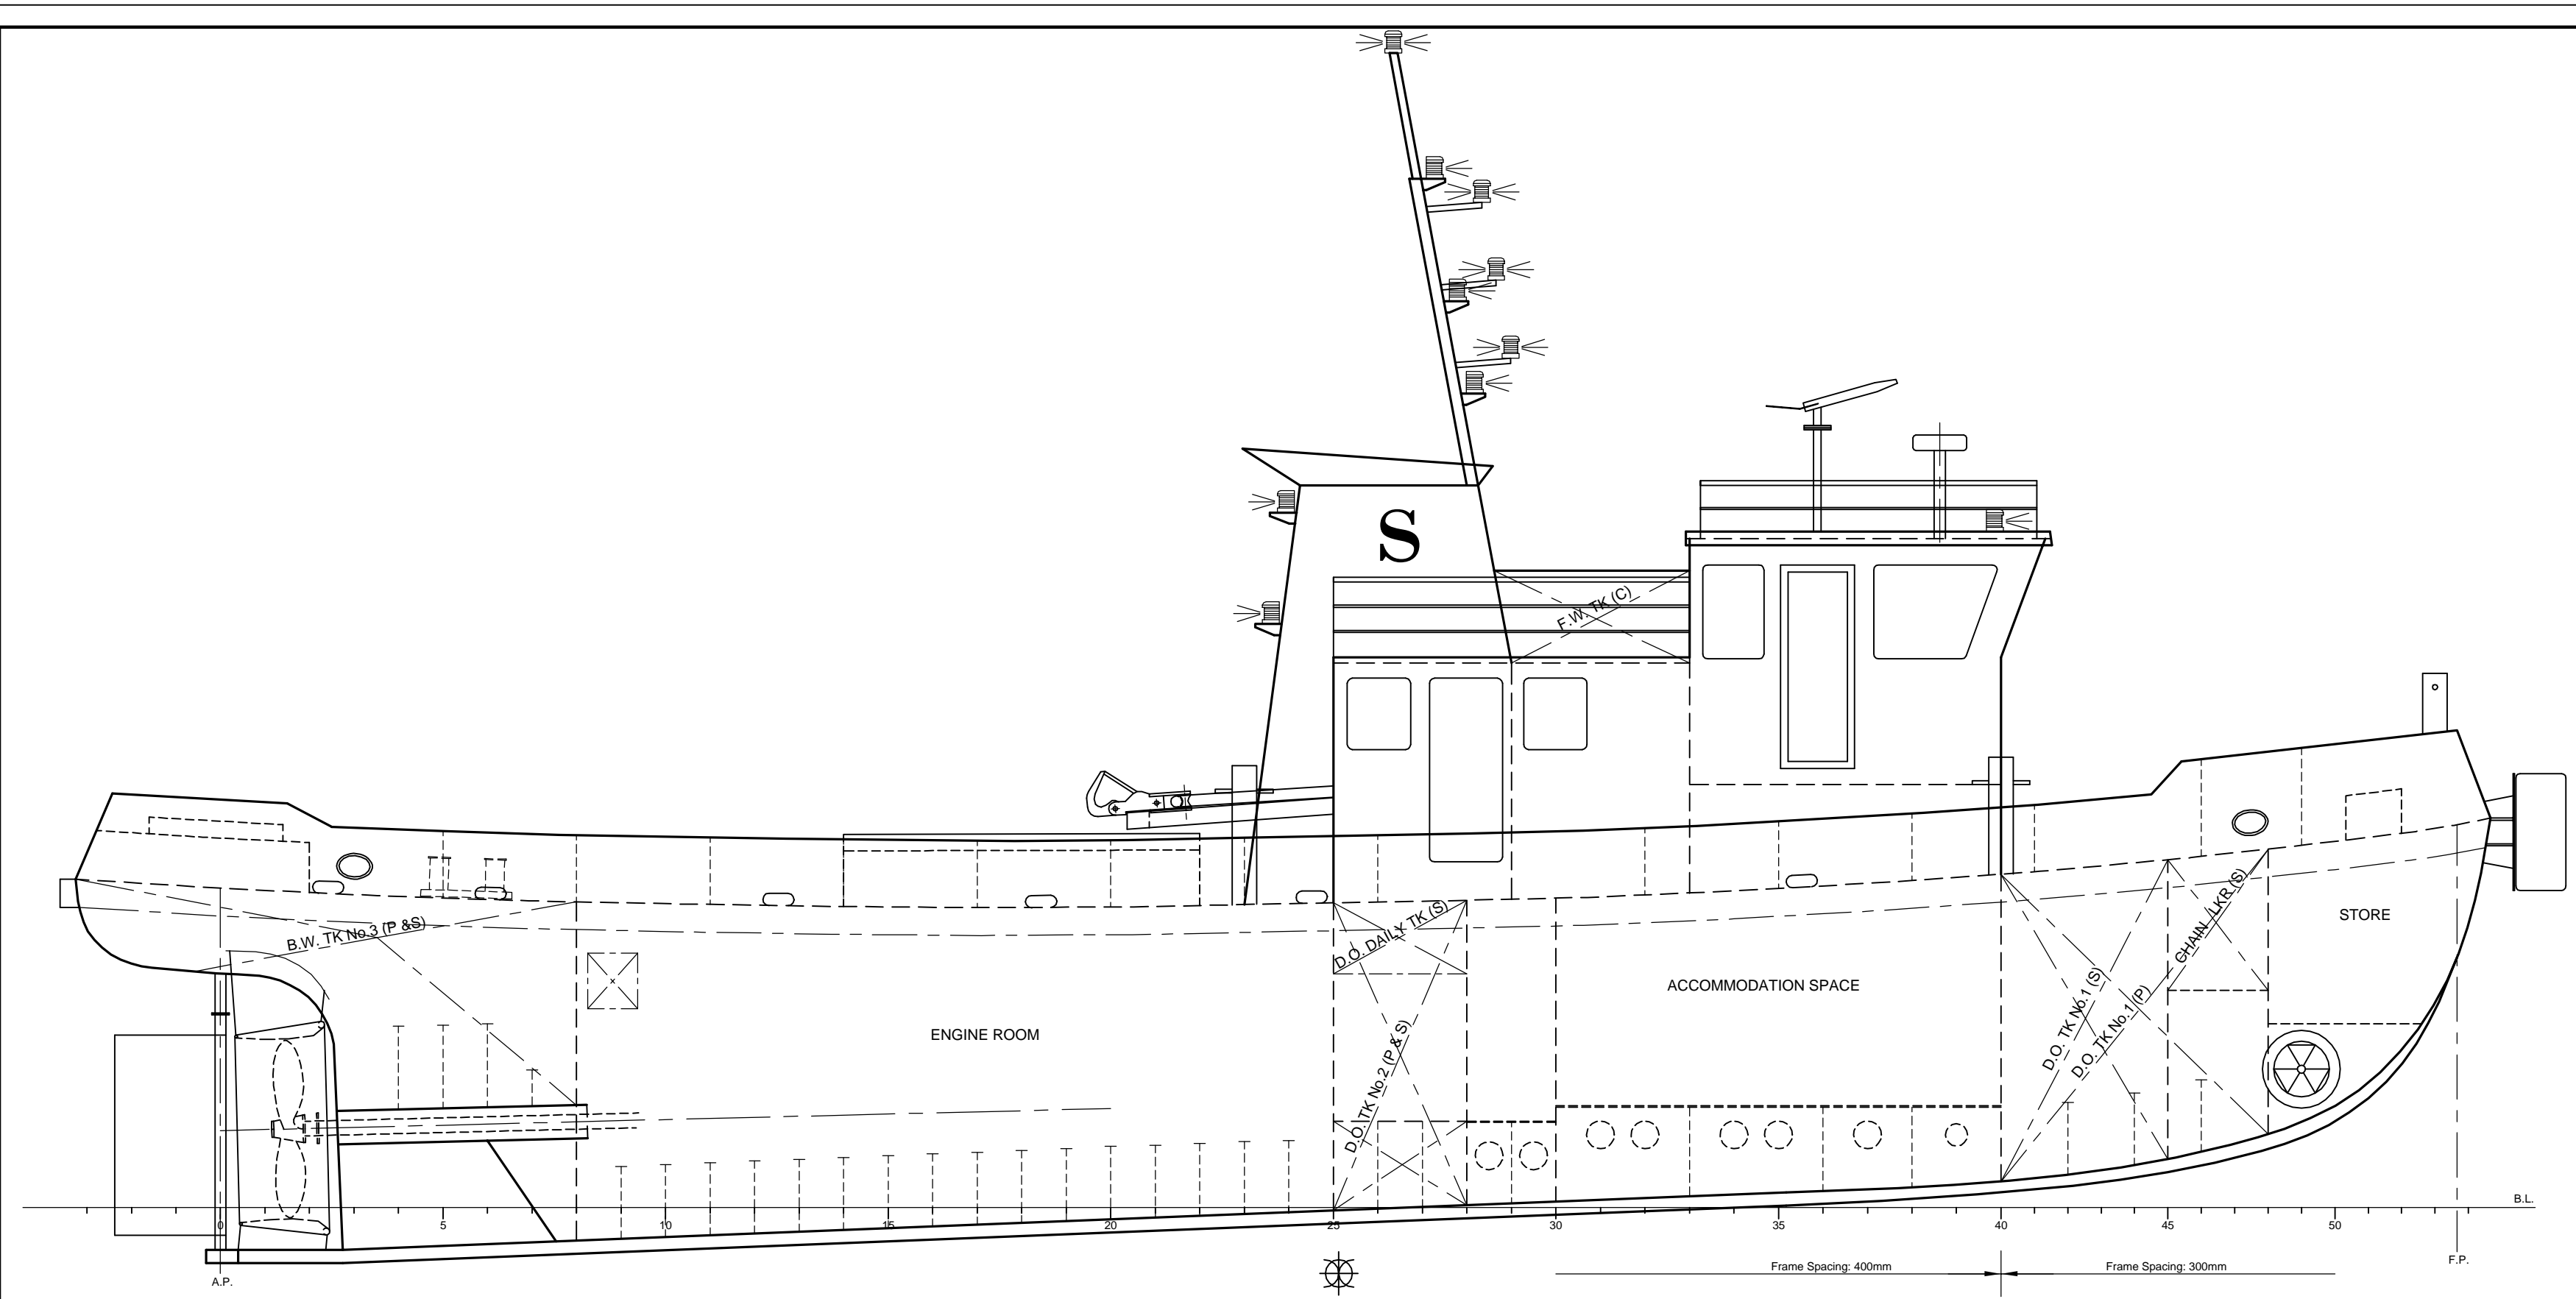 S
F.W. TK (C)
B.W. TK No.3 (P &S)
D.O. DAILY TK (S)
CHAIN LKR (S)
STORE
ACCOMMODATION SPACE
D.O. TK No.1 (S)
D.O. TK No.1 (P)
ENGINE ROOM
D.O. TK No.2 (P & S)
B.L.
0 5 10 15 20 25 30 35 40 45 50
A.P.
Frame Spacing: 400mm
Frame Spacing: 300mm
F.P.